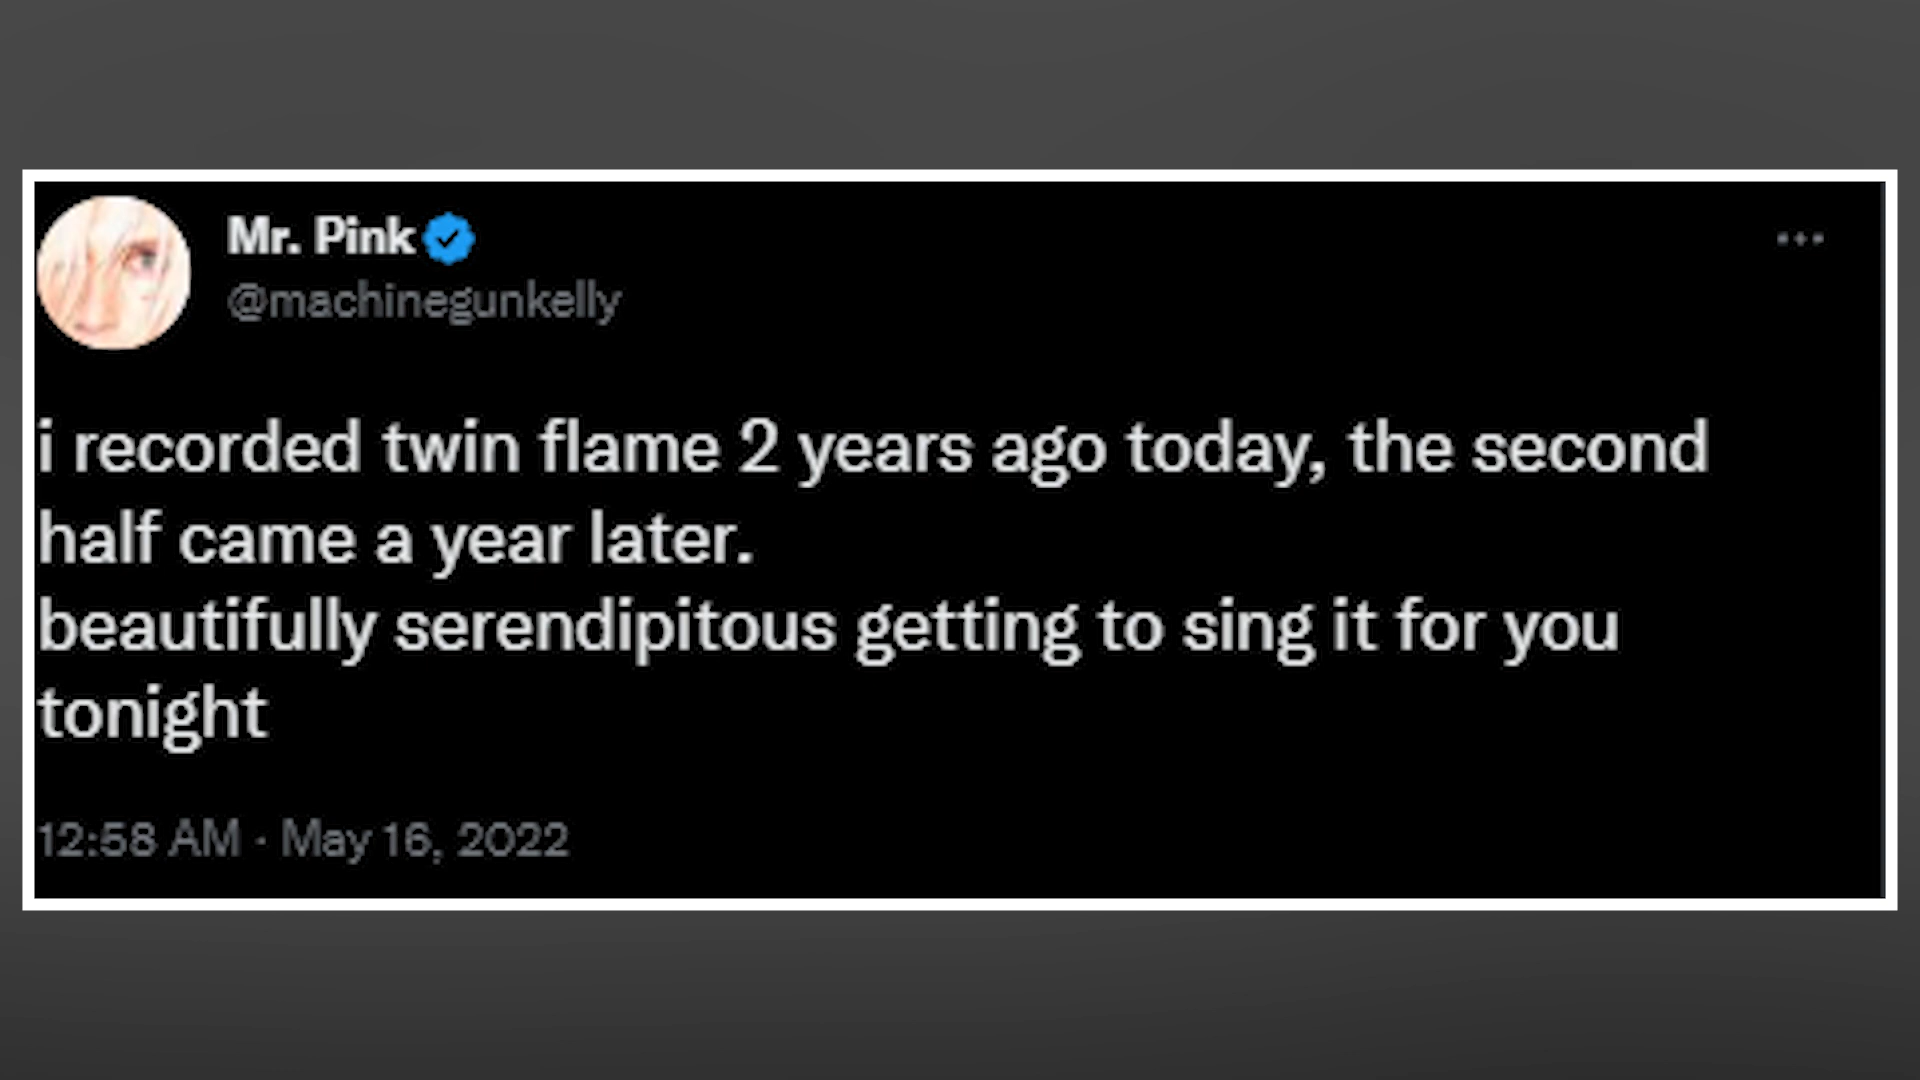 Mr. Pink
@machinegunkelly
i recorded twin flame 2 years ago today, the second
half came a year later.
beautifully serendipitous getting to sing it for you
tonight
12:58 AM · May 16, 2022